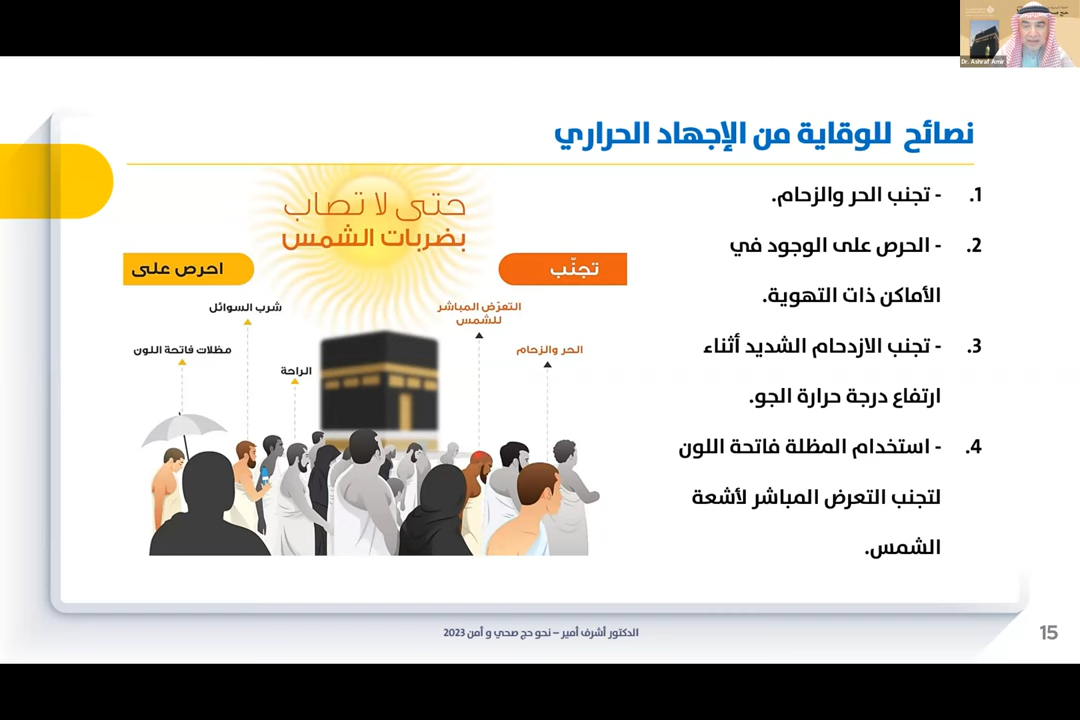 Dr. Ashraf Amir
نصائح للوقاية من الإجهاد الحراري
1. - تجنب الحر والزحام.
2. - الحرص على الوجود في
الأماكن ذات التهوية.
3. - تجنب الازدحام الشديد أثناء
ارتفاع درجة حرارة الجو.
4. - استخدام المظلة فاتحة اللون
لتجنب التعرض المباشر لأشعة
الشمس.
حتى لا تصاب
بضربات الشمس
تجنّب
احرص على
التعرّض المباشر
للشمس
الحر والزحام
شرب السوائل
مظلات فاتحة اللون
الراحة
الدكتور أشرف أمير – نحو حج صحي و أمن 2023
15